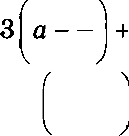 3(a - -) +
( )